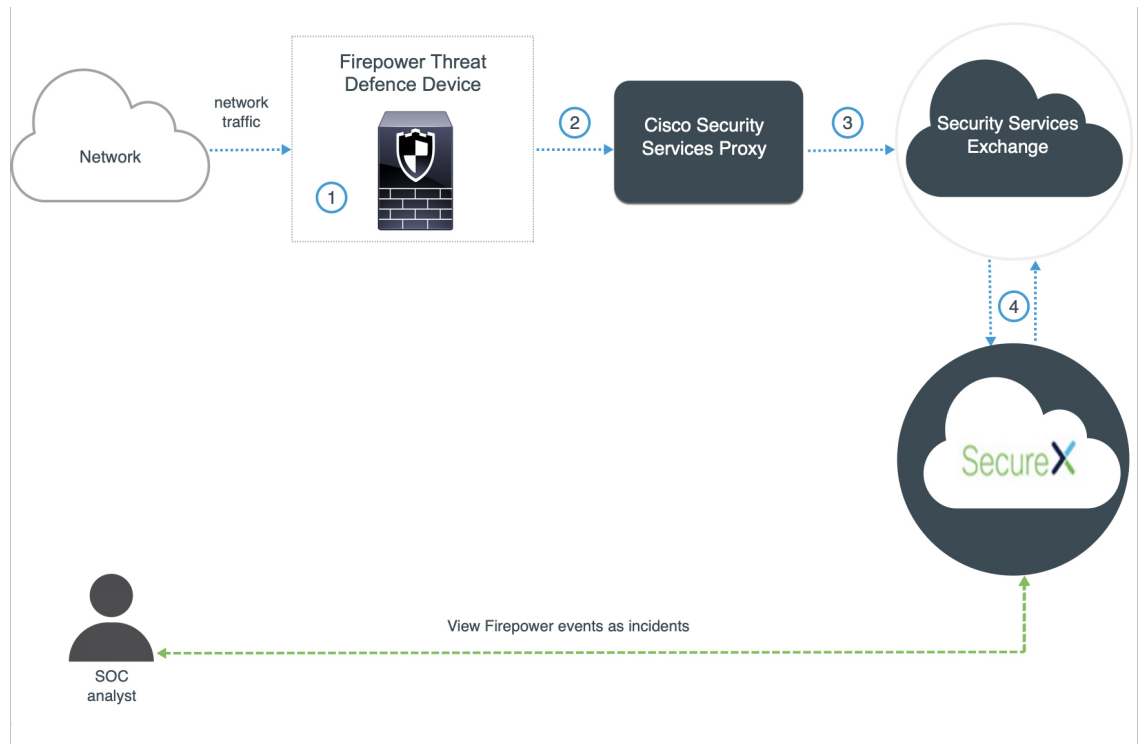 Network
network
traffic
Firepower Threat
Defence Device
1
2
Cisco Security
Services Proxy
3
Security Services
Exchange
4
SecureX
View Firepower events as incidents
SOC
analyst